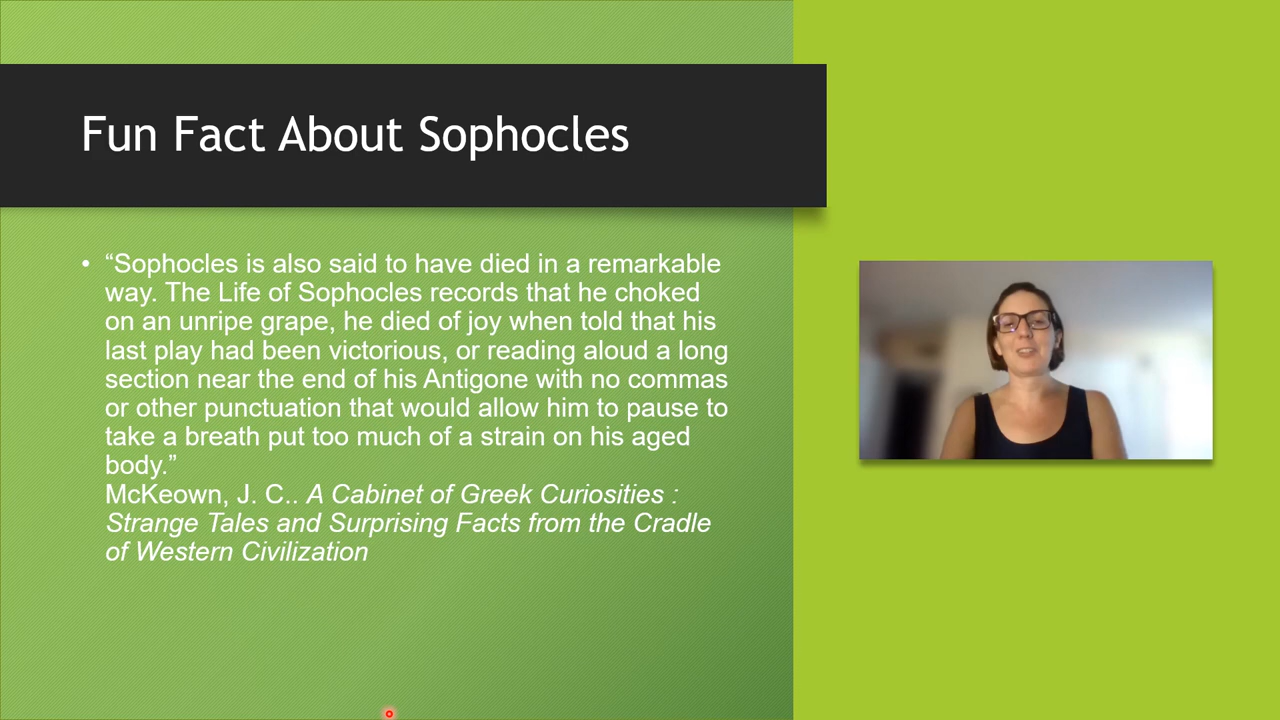 Fun Fact About Sophocles
• “Sophocles is also said to have died in a remarkable
way. The Life of Sophocles records that he choked
on an unripe grape, he died of joy when told that his
last play had been victorious, or reading aloud a long
section near the end of his Antigone with no commas
or other punctuation that would allow him to pause to
take a breath put too much of a strain on his aged
body.”
McKeown, J. C.. A Cabinet of Greek Curiosities :
Strange Tales and Surprising Facts from the Cradle
of Western Civilization